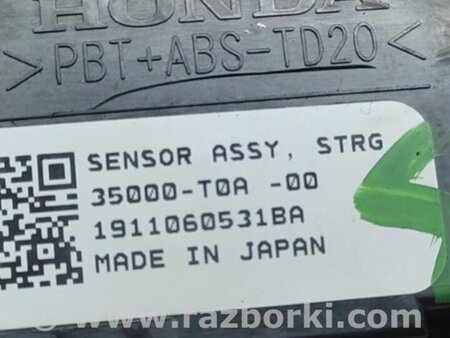 HONDA
>PBT+ABS-TD20<
SENSOR ASSY, STRG
35000-T0A -00
1911060531BA
MADE IN JAPAN
© www.razborki.com